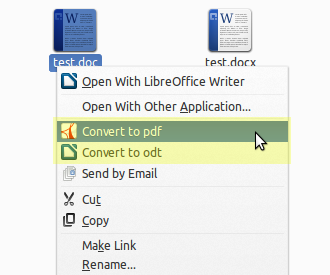 test.doc
test.docx
Open With LibreOffice Writer
Open With Other Application...
Convert to pdf
Convert to odt
Send by Email
Cut
Copy
Make Link
Rename...